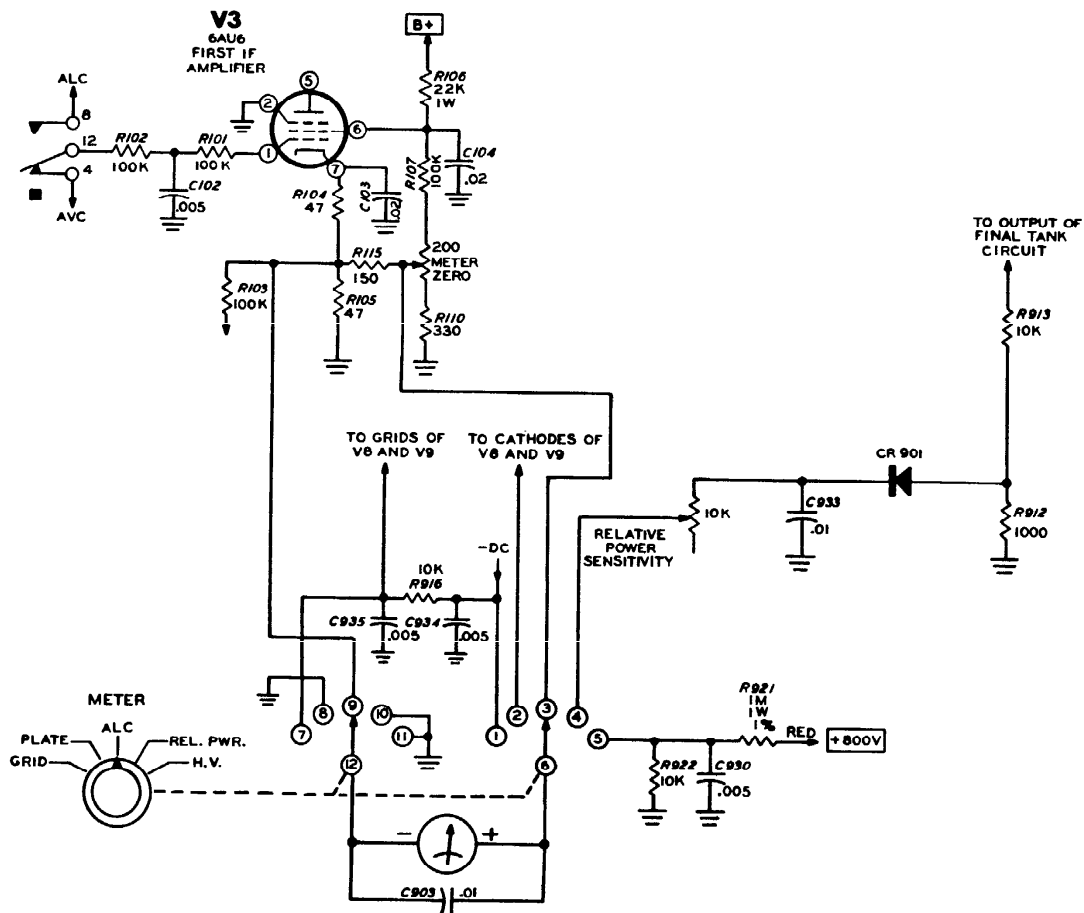 V3
6AU6
FIRST IF
AMPLIFIER
B+
R106
22K
1W
ALC
8
12
4
AVC
R102
100K
R101
100K
C102
.005
5
2
1
6
7
R107
100K
C104
.02
C103
.02
R104
47
R115
150
200
METER
ZERO
R103
100K
R105
47
R110
330
TO OUTPUT OF
FINAL TANK
CIRCUIT
R913
10K
TO GRIDS OF
V8 AND V9
TO CATHODES OF
V8 AND V9
CR 901
10K
C933
.01
R912
1000
RELATIVE
POWER
SENSITIVITY
-DC
10K
R916
C935
.005
C934
.005
METER
ALC
PLATE
REL. PWR.
GRID
H.V.
7
8
9
10
11
12
1
2
3
4
5
6
R921
1M
1W
1%
RED
+800V
R922
10K
C930
.005
-
+
C903
.01